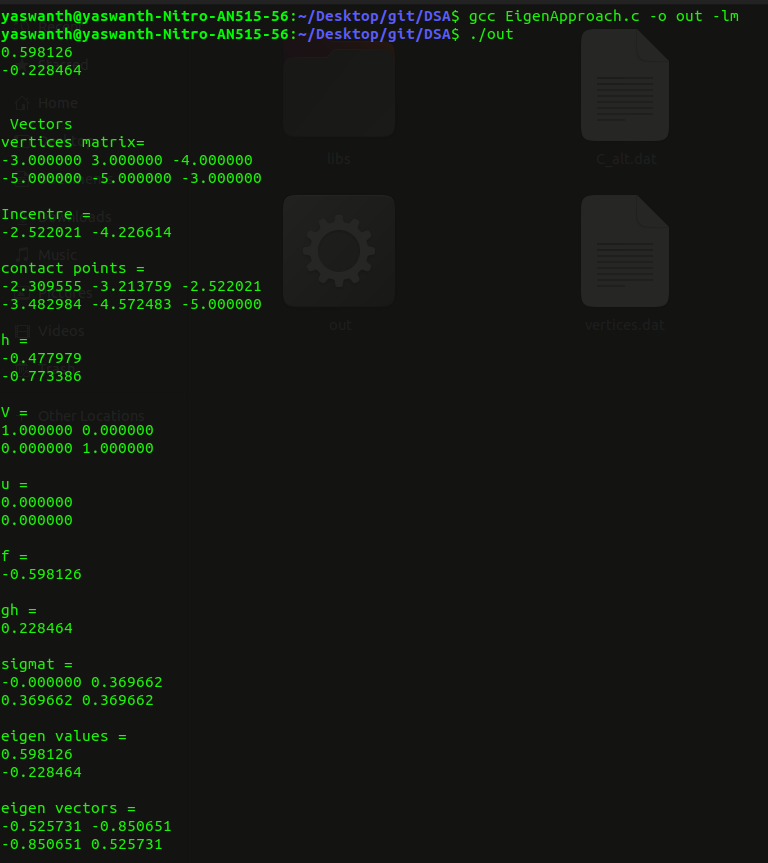 yaswanth@yaswanth-Nitro-AN515-56:~/Desktop/git/DSA$ gcc EigenApproach.c -o out -lm
yaswanth@yaswanth-Nitro-AN515-56:~/Desktop/git/DSA$ ./out
0.598126
-0.228464
Home
Vectors
vertices matrix=
-3.000000 3.000000 -4.000000
-5.000000 -5.000000 -3.000000
libs
C_alt.dat
Incentre =
-2.522021 -4.226614
Music
contact points =
-2.309555 -3.213759 -2.522021
-3.482984 -4.572483 -5.000000
Videos
out
vertices.dat
h =
-0.477979
-0.773386
Other Locations
V =
1.000000 0.000000
0.000000 1.000000
u =
0.000000
0.000000
f =
-0.598126
gh =
0.228464
sigmat =
-0.000000 0.369662
0.369662 0.369662
eigen values =
0.598126
-0.228464
eigen vectors =
-0.525731 -0.850651
-0.850651 0.525731